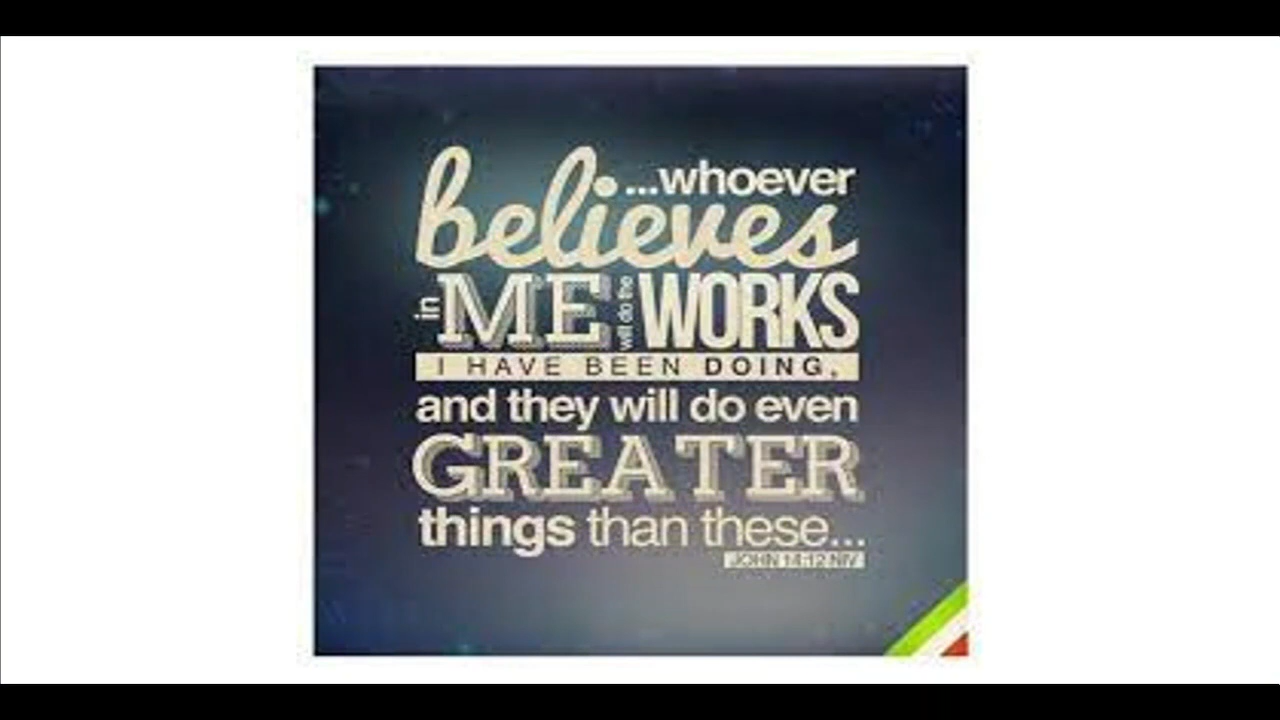 ...whoever
believes
in ME will do the WORKS
I HAVE BEEN DOING,
and they will do even
GREATER
things than these...
JOHN 14:12 NIV